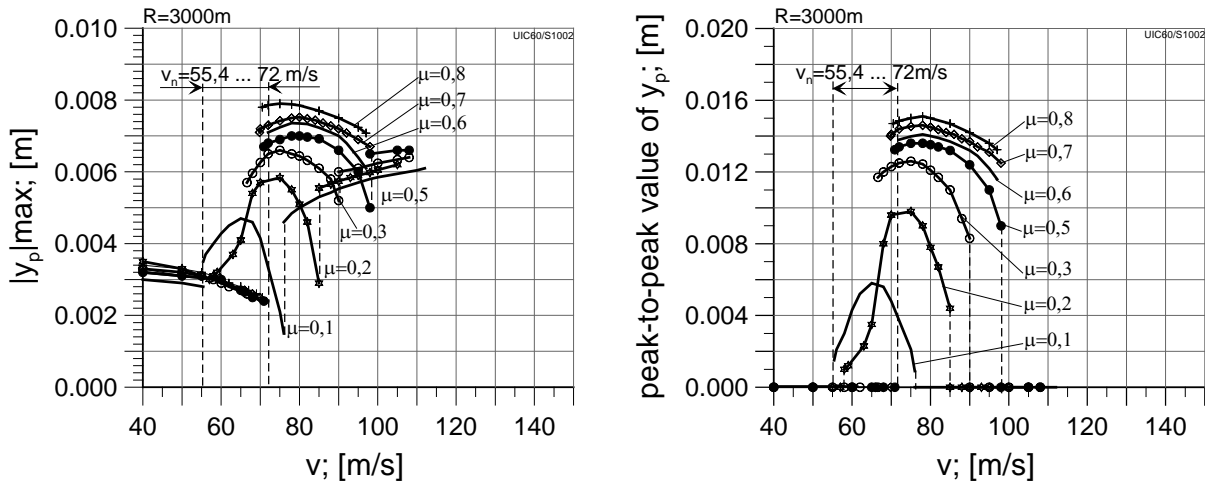 R=3000m
UIC60/S1002
0.010
0.008
0.006
0.004
0.002
0.000
|y_p|max; [m]
v_n=55,4 ... 72 m/s
μ=0,8
μ=0,7
μ=0,6
μ=0,5
μ=0,3
μ=0,2
μ=0,1
40 60 80 100 120 140
v; [m/s]
R=3000m
UIC60/S1002
0.020
0.016
0.012
0.008
0.004
0.000
peak-to-peak value of y_p; [m]
v_n=55,4 ... 72m/s
μ=0,8
μ=0,7
μ=0,6
μ=0,5
μ=0,3
μ=0,2
μ=0,1
40 60 80 100 120 140
v; [m/s]